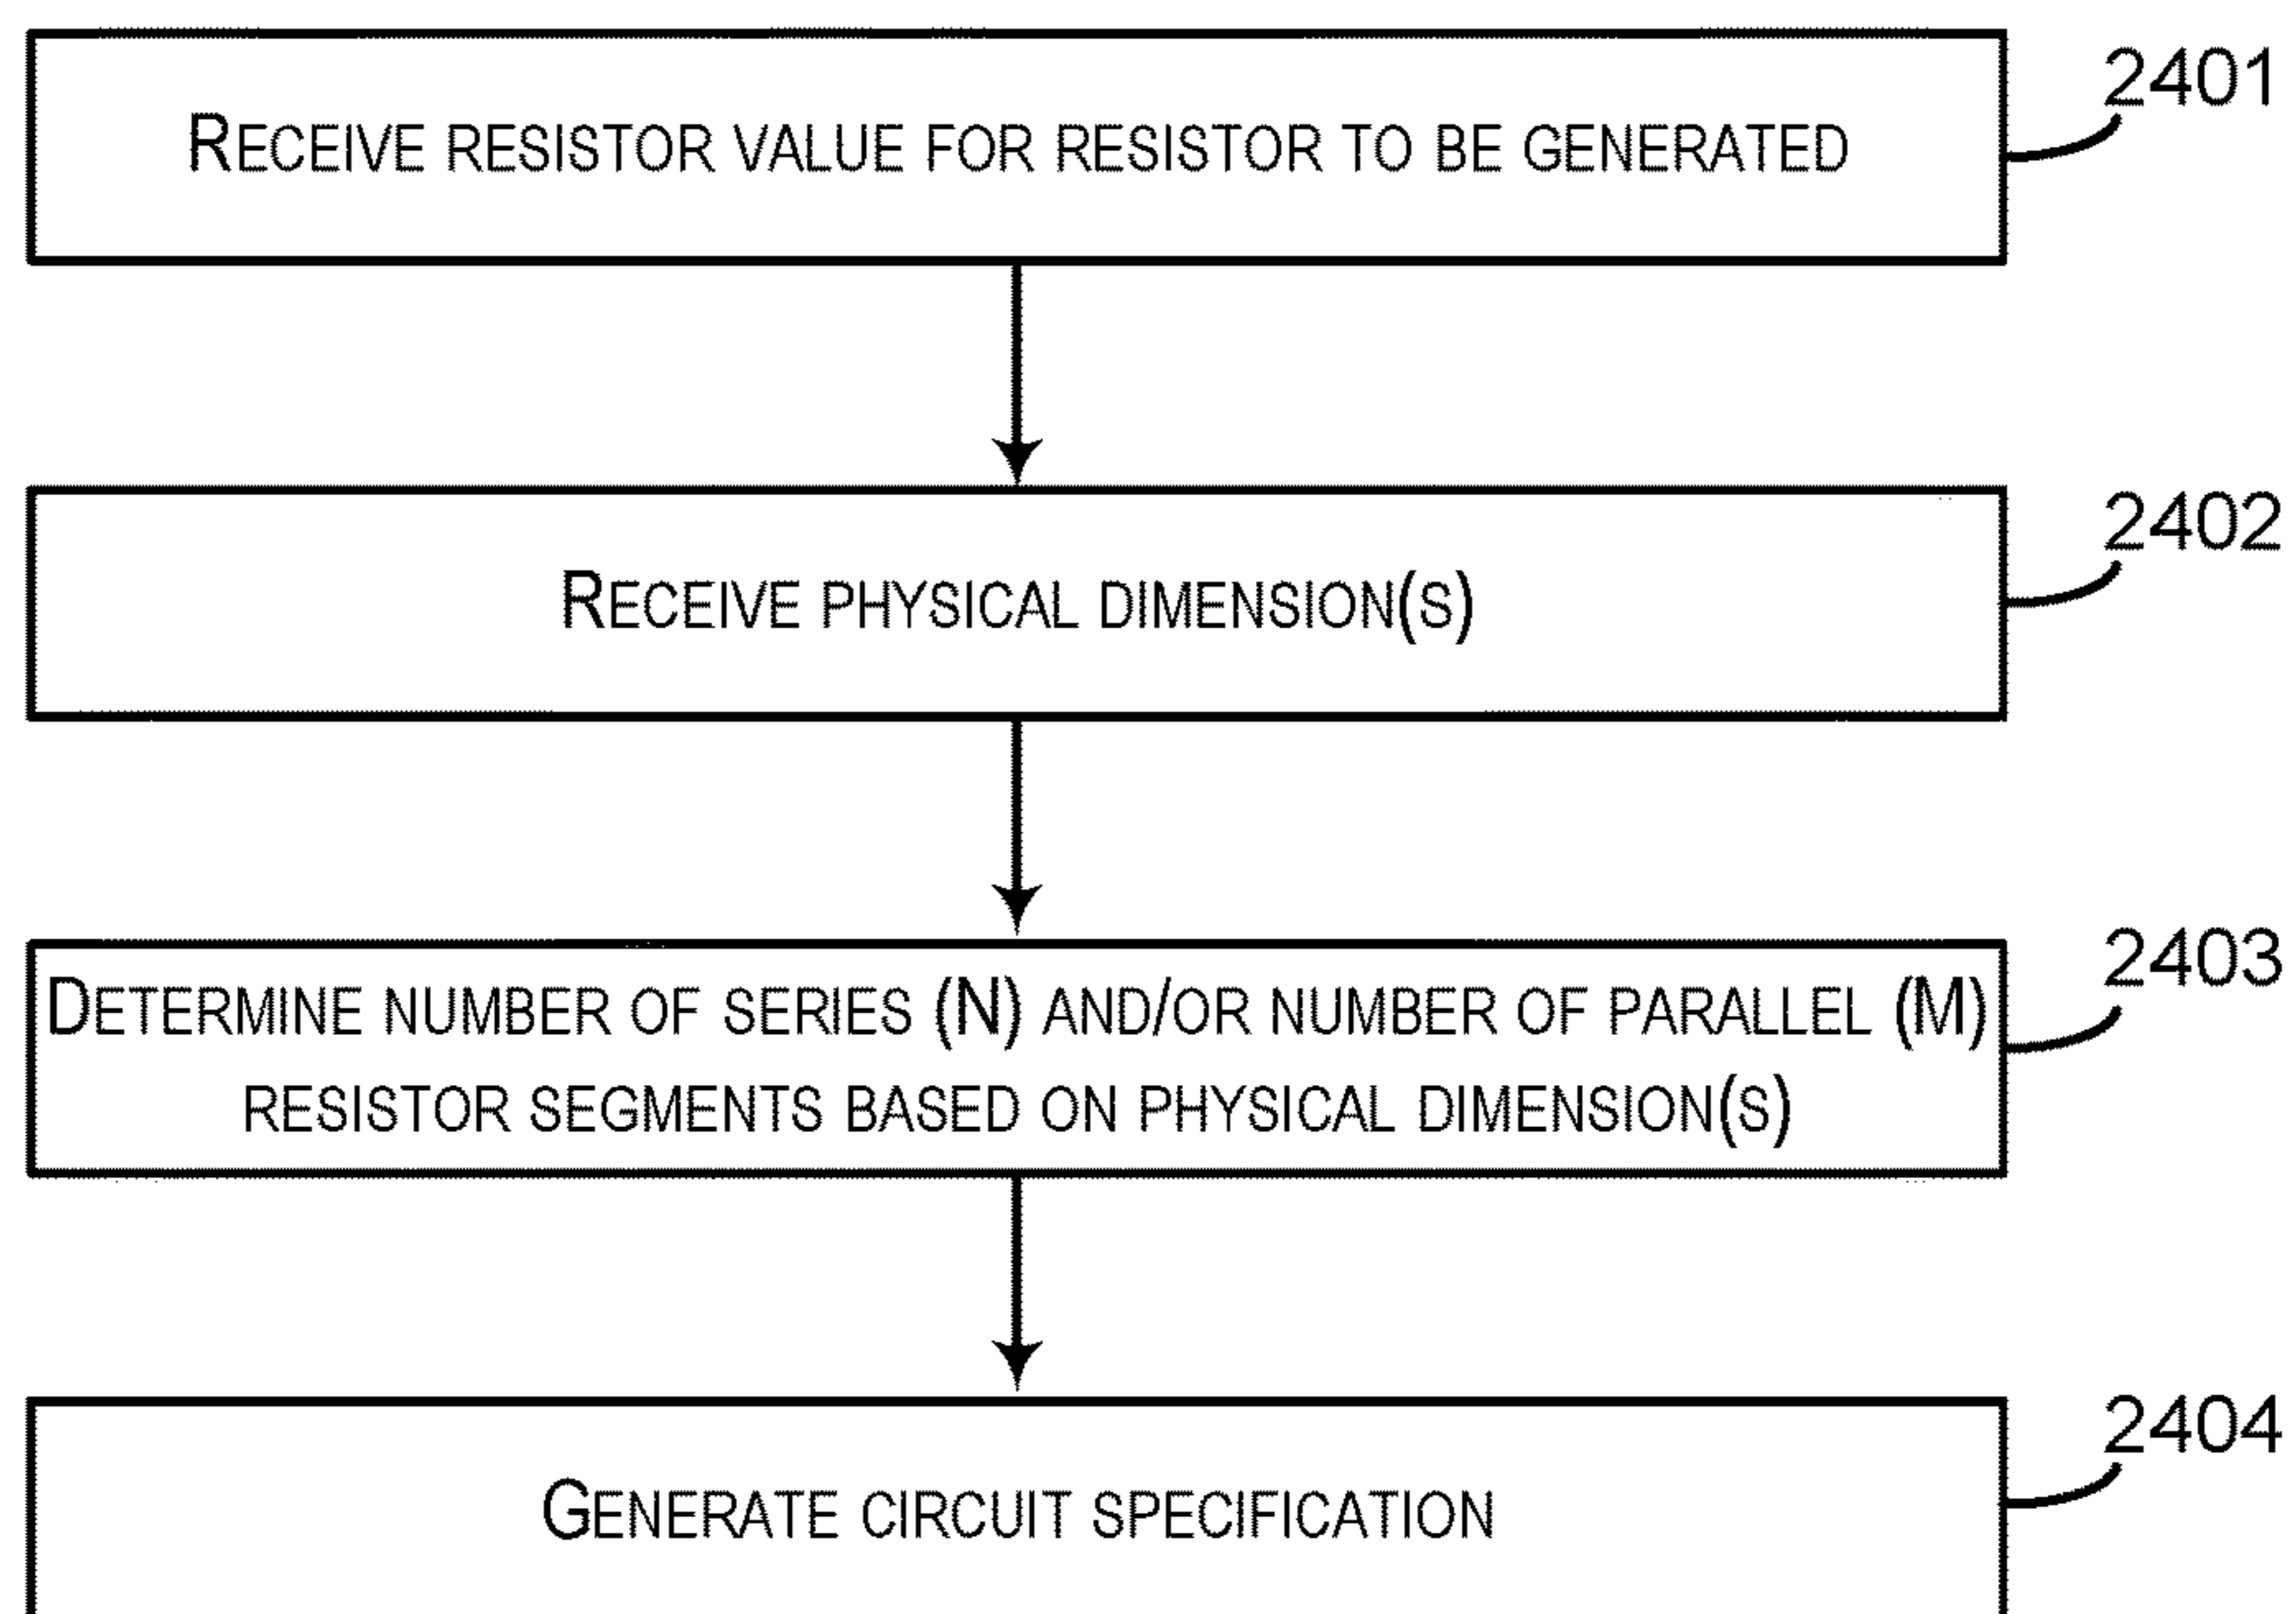 RECEIVE RESISTOR VALUE FOR RESISTOR TO BE GENERATED
2401
RECEIVE PHYSICAL DIMENSION(S)
2402
DETERMINE NUMBER OF SERIES (N) AND/OR NUMBER OF PARALLEL (M)
RESISTOR SEGMENTS BASED ON PHYSICAL DIMENSION(S)
2403
GENERATE CIRCUIT SPECIFICATION
2404